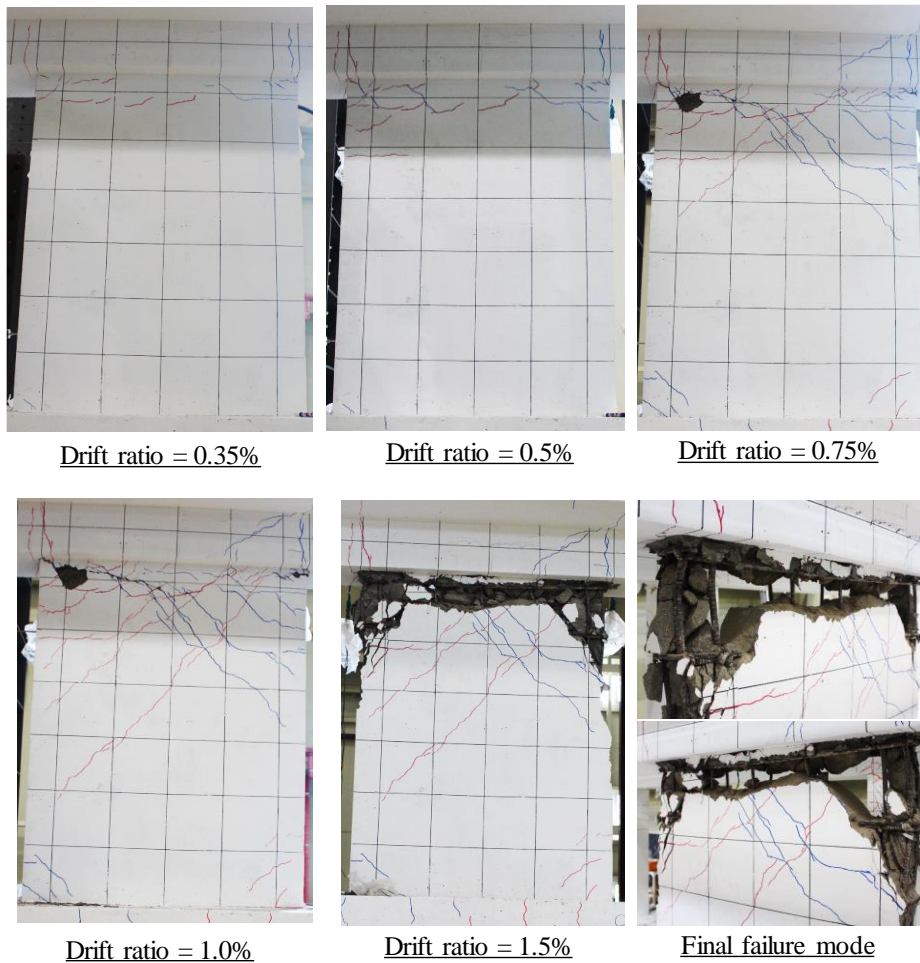 Drift ratio = 0.35%
Drift ratio = 0.5%
Drift ratio = 0.75%
Drift ratio = 1.0%
Drift ratio = 1.5%
Final failure mode